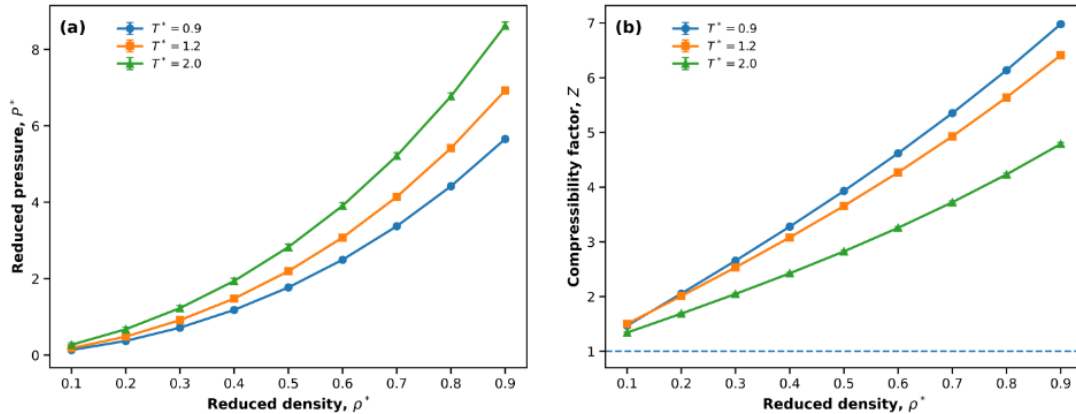 (a)
T* = 0.9
T* = 1.2
T* = 2.0
Reduced pressure, P*
8
6
4
2
0
0.1 0.2 0.3 0.4 0.5 0.6 0.7 0.8 0.9
Reduced density, ρ*
(b)
T* = 0.9
T* = 1.2
T* = 2.0
Compressibility factor, Z
7
6
5
4
3
2
1
0.1 0.2 0.3 0.4 0.5 0.6 0.7 0.8 0.9
Reduced density, ρ*